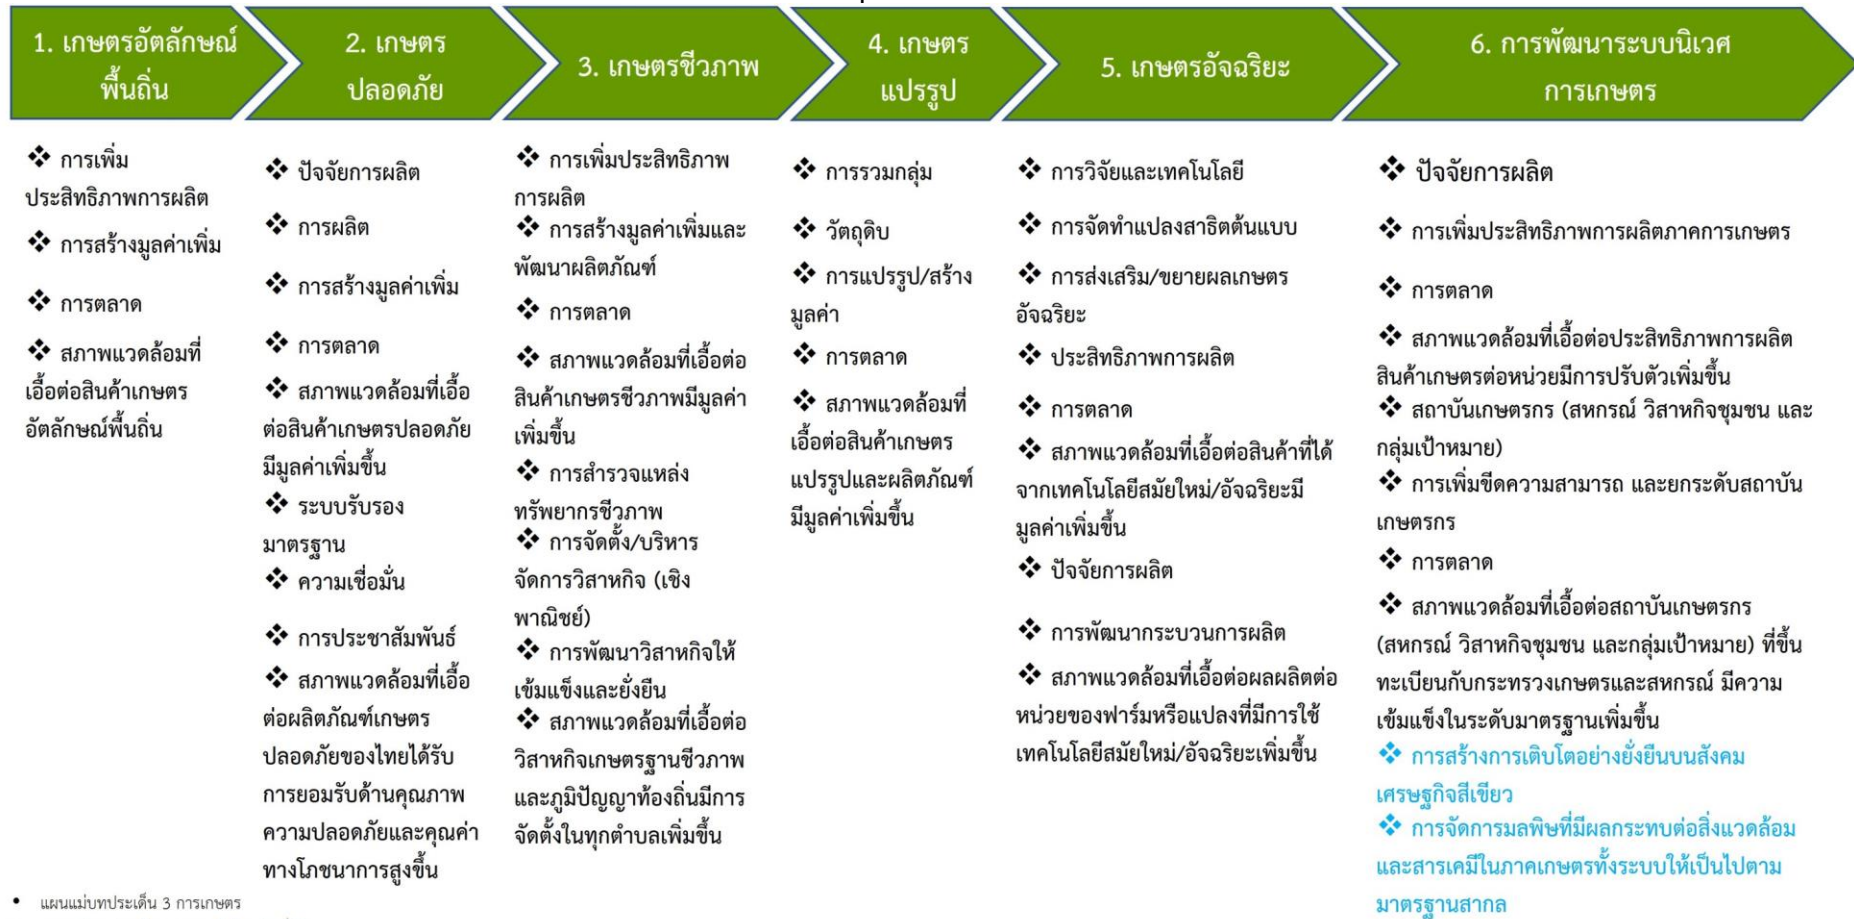 1. เกษตรอัตลักษณ์
พื้นถิ่น
2. เกษตร
ปลอดภัย
3. เกษตรชีวภาพ
4. เกษตร
แปรรูป
5. เกษตรอัจฉริยะ
6. การพัฒนาระบบนิเวศ
การเกษตร
❖ การเพิ่ม
ประสิทธิภาพการผลิต
❖ การสร้างมูลค่าเพิ่ม
❖ การตลาด
❖ สภาพแวดล้อมที่
เอื้อต่อสินค้าเกษตร
อัตลักษณ์พื้นถิ่น
❖ ปัจจัยการผลิต
❖ การผลิต
❖ การสร้างมูลค่าเพิ่ม
❖ การตลาด
❖ สภาพแวดล้อมที่เอื้อ
ต่อสินค้าเกษตรปลอดภัย
มีมูลค่าเพิ่มขึ้น
❖ ระบบรับรอง
มาตรฐาน
❖ ความเชื่อมั่น
❖ การประชาสัมพันธ์
❖ สภาพแวดล้อมที่เอื้อ
ต่อผลิตภัณฑ์เกษตร
ปลอดภัยของไทยได้รับ
การยอมรับด้านคุณภาพ
ความปลอดภัยและคุณค่า
ทางโภชนาการสูงขึ้น
❖ การเพิ่มประสิทธิภาพ
การผลิต
❖ การสร้างมูลค่าเพิ่มและ
พัฒนาผลิตภัณฑ์
❖ การตลาด
❖ สภาพแวดล้อมที่เอื้อต่อ
สินค้าเกษตรชีวภาพมีมูลค่า
เพิ่มขึ้น
❖ การสำรวจแหล่ง
ทรัพยากรชีวภาพ
❖ การจัดตั้ง/บริหาร
จัดการวิสาหกิจ (เชิง
พาณิชย์)
❖ การพัฒนาวิสาหกิจให้
เข้มแข็งและยั่งยืน
❖ สภาพแวดล้อมที่เอื้อต่อ
วิสาหกิจเกษตรฐานชีวภาพ
และภูมิปัญญาท้องถิ่นมีการ
จัดตั้งในทุกตำบลเพิ่มขึ้น
❖ การรวมกลุ่ม
❖ วัตถุดิบ
❖ การแปรรูป/สร้าง
มูลค่า
❖ การตลาด
❖ สภาพแวดล้อมที่
เอื้อต่อสินค้าเกษตร
แปรรูปและผลิตภัณฑ์
มีมูลค่าเพิ่มขึ้น
❖ การวิจัยและเทคโนโลยี
❖ การจัดทำแปลงสาธิตต้นแบบ
❖ การส่งเสริม/ขยายผลเกษตร
อัจฉริยะ
❖ ประสิทธิภาพการผลิต
❖ การตลาด
❖ สภาพแวดล้อมที่เอื้อต่อสินค้าที่ได้
จากเทคโนโลยีสมัยใหม่/อัจฉริยะมี
มูลค่าเพิ่มขึ้น
❖ ปัจจัยการผลิต
❖ การพัฒนากระบวนการผลิต
❖ สภาพแวดล้อมที่เอื้อต่อผลผลิตต่อ
หน่วยของฟาร์มหรือแปลงที่มีการใช้
เทคโนโลยีสมัยใหม่/อัจฉริยะเพิ่มขึ้น
❖ ปัจจัยการผลิต
❖ การเพิ่มประสิทธิภาพการผลิตภาคการเกษตร
❖ การตลาด
❖ สภาพแวดล้อมที่เอื้อต่อประสิทธิภาพการผลิต
สินค้าเกษตรต่อหน่วยมีการปรับตัวเพิ่มขึ้น
❖ สถาบันเกษตรกร (สหกรณ์ วิสาหกิจชุมชน และ
กลุ่มเป้าหมาย)
❖ การเพิ่มขีดความสามารถ และยกระดับสถาบัน
เกษตรกร
❖ การตลาด
❖ สภาพแวดล้อมที่เอื้อต่อสถาบันเกษตรกร
(สหกรณ์ วิสาหกิจชุมชน และกลุ่มเป้าหมาย) ที่ขึ้น
ทะเบียนกับกระทรวงเกษตรและสหกรณ์ มีความ
เข้มแข็งในระดับมาตรฐานเพิ่มขึ้น
❖ การสร้างการเติบโตอย่างยั่งยืนบนสังคม
เศรษฐกิจสีเขียว
❖ การจัดการมลพิษที่มีผลกระทบต่อสิ่งแวดล้อม
และสารเคมีในภาคเกษตรทั้งระบบให้เป็นไปตาม
มาตรฐานสากล
• แผนแม่บทประเด็น 3 การเกษตร